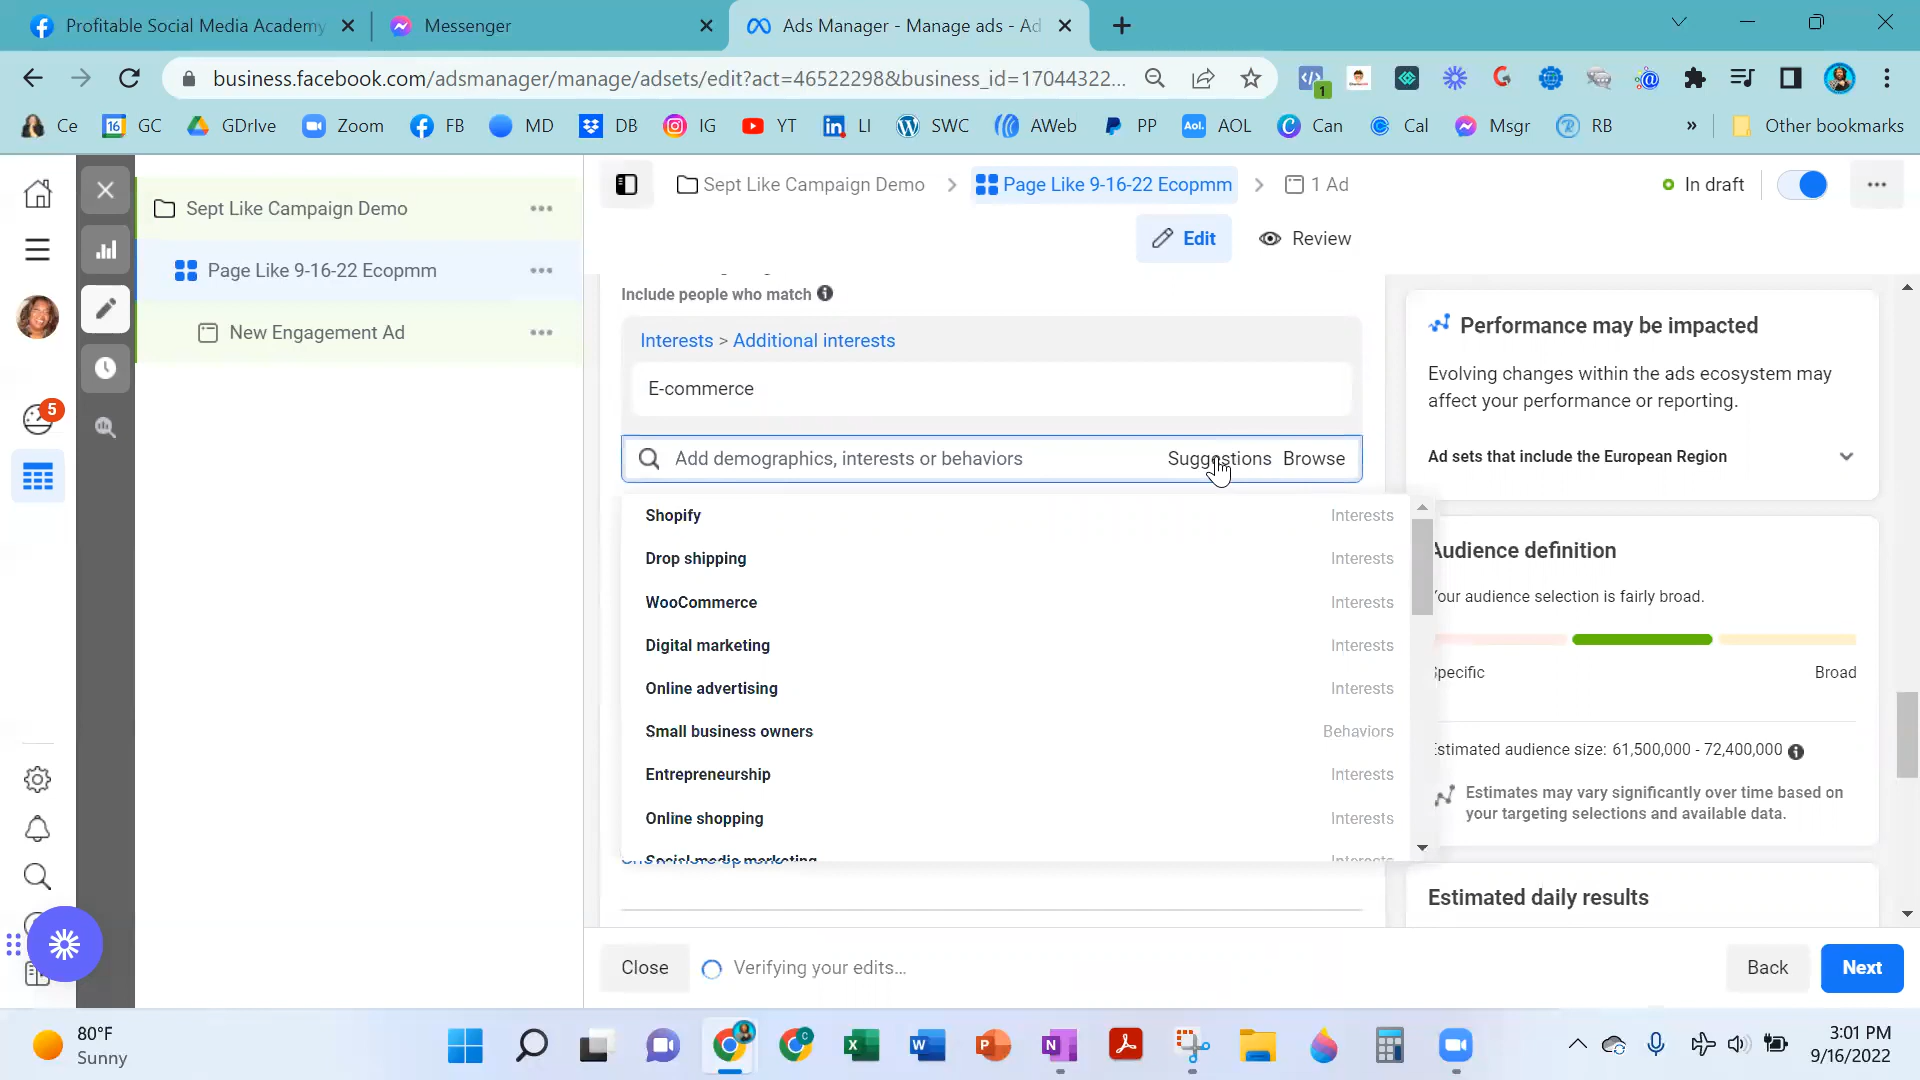 Profitable Social Media Academy
Messenger
Ads Manager - Manage ads - Ad
business.facebook.com/adsmanager/manage/adsets/edit?act=46522298&business_id=17044322...
1
Ce
16 GC
GDrIve
Zoom
FB
MD
DB
IG
YT
LI
SWC
AWeb
PP
Aol. AOL
Can
Cal
Msgr
RB
»
Other bookmarks
Sept Like Campaign Demo
Page Like 9-16-22 Ecopmm
New Engagement Ad
5
Sept Like Campaign Demo
Page Like 9-16-22 Ecopmm
1 Ad
In draft
Edit
Review
Include people who match
Interests > Additional interests
E-commerce
Add demographics, interests or behaviors
Suggestions Browse
Shopify Interests
Drop shipping Interests
WooCommerce Interests
Digital marketing Interests
Online advertising Interests
Small business owners Behaviors
Entrepreneurship Interests
Online shopping Interests
Social media marketing Interests
Performance may be impacted
Evolving changes within the ads ecosystem may
affect your performance or reporting.
Ad sets that include the European Region
Audience definition
Your audience selection is fairly broad.
Specific Broad
Estimated audience size: 61,500,000 - 72,400,000
Estimates may vary significantly over time based on
your targeting selections and available data.
Estimated daily results
Close
Verifying your edits...
Back
Next
80°F
Sunny
3:01 PM
9/16/2022